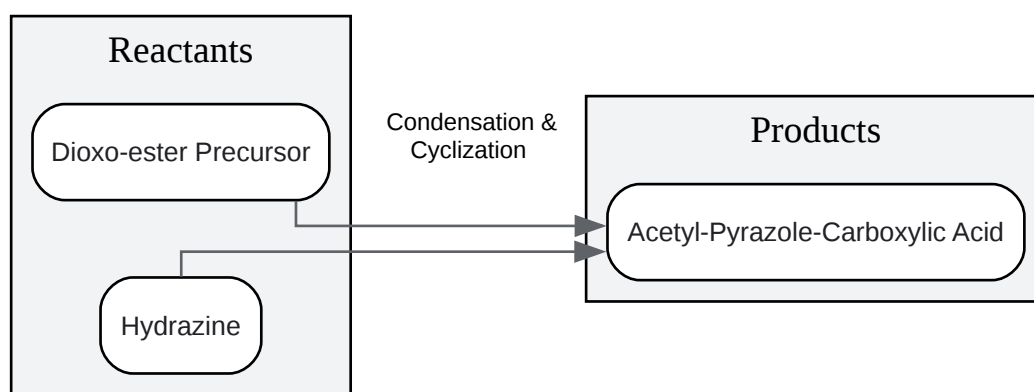 Reactants
Dioxo-ester Precursor
Hydrazine
Condensation &
Cyclization
Products
Acetyl-Pyrazole-Carboxylic Acid